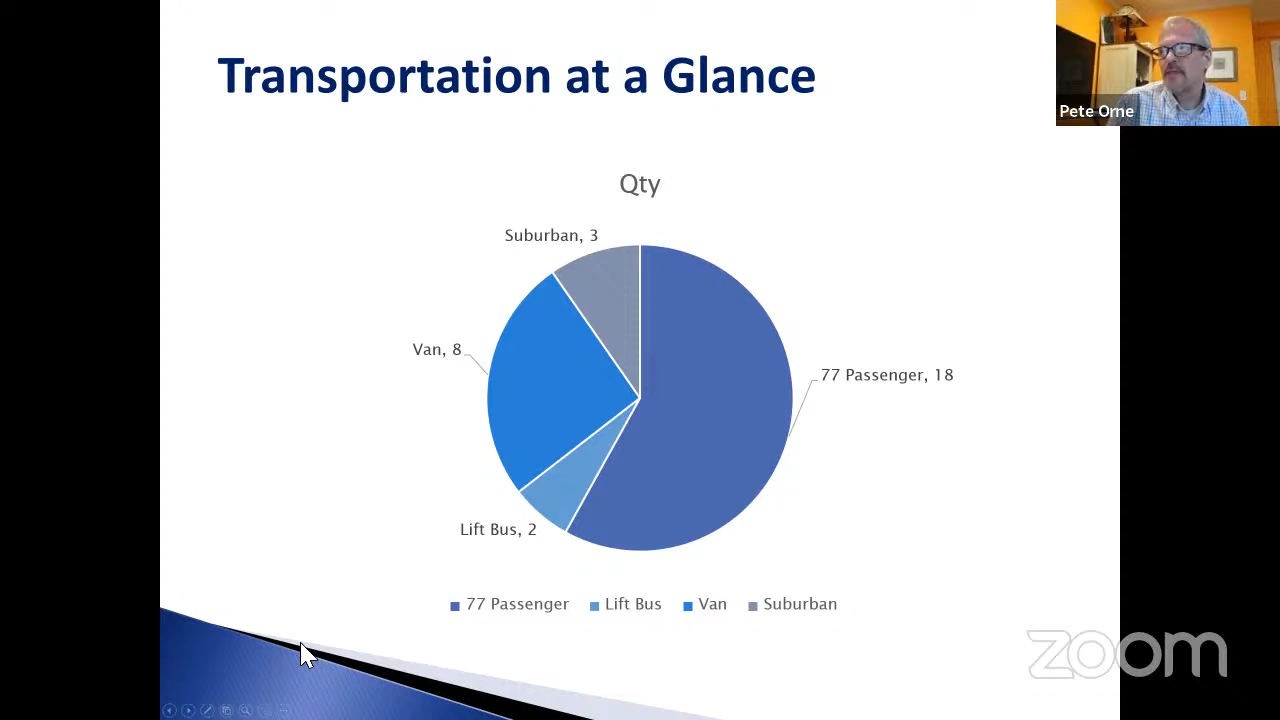 Transportation at a Glance
Pete Orne
Qty
Suburban, 3
Van, 8
77 Passenger, 18
Lift Bus, 2
77 Passenger Lift Bus Van Suburban
zoom